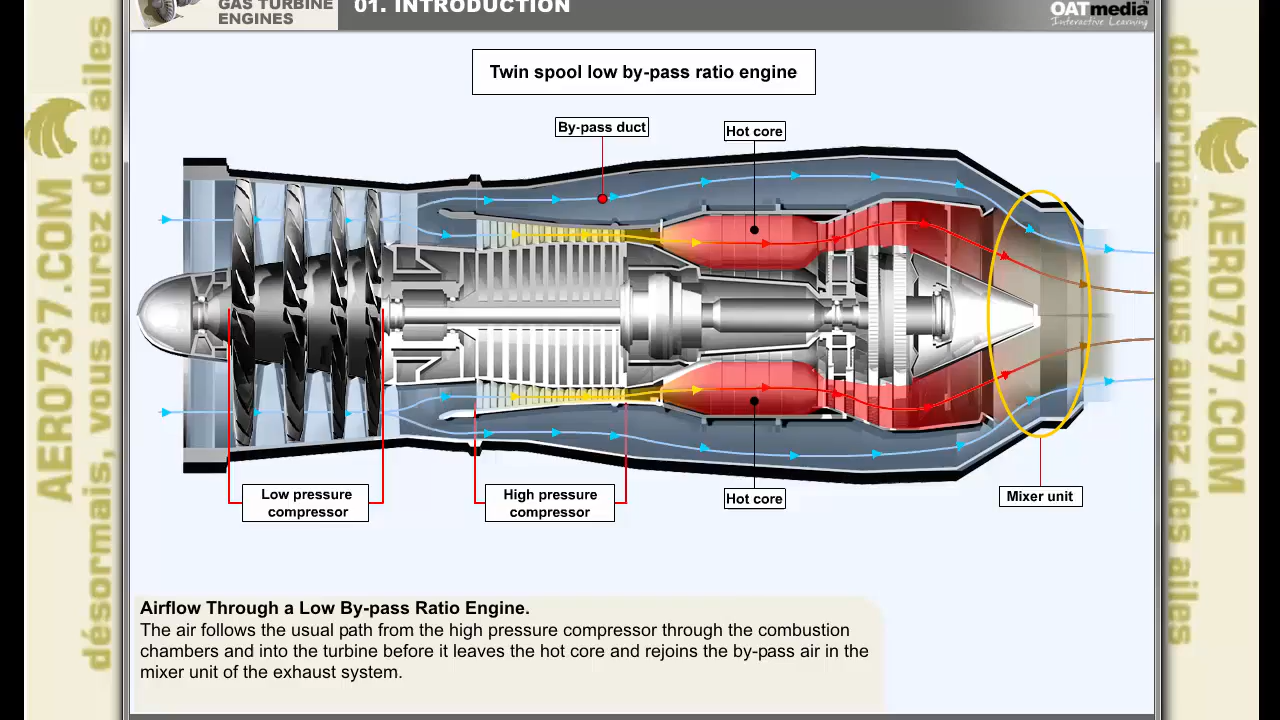 GAS TURBINE
ENGINES
01. INTRODUCTION
OATmedia
Interactive Learning
Twin spool low by-pass ratio engine
By-pass duct
Hot core
Low pressure
compressor
High pressure
compressor
Hot core
Mixer unit
Airflow Through a Low By-pass Ratio Engine.
The air follows the usual path from the high pressure compressor through the combustion
chambers and into the turbine before it leaves the hot core and rejoins the by-pass air in the
mixer unit of the exhaust system.
AERO737.COM
désormais, vous aurez des ailes
AERO737.COM
désormais, vous aurez des ailes